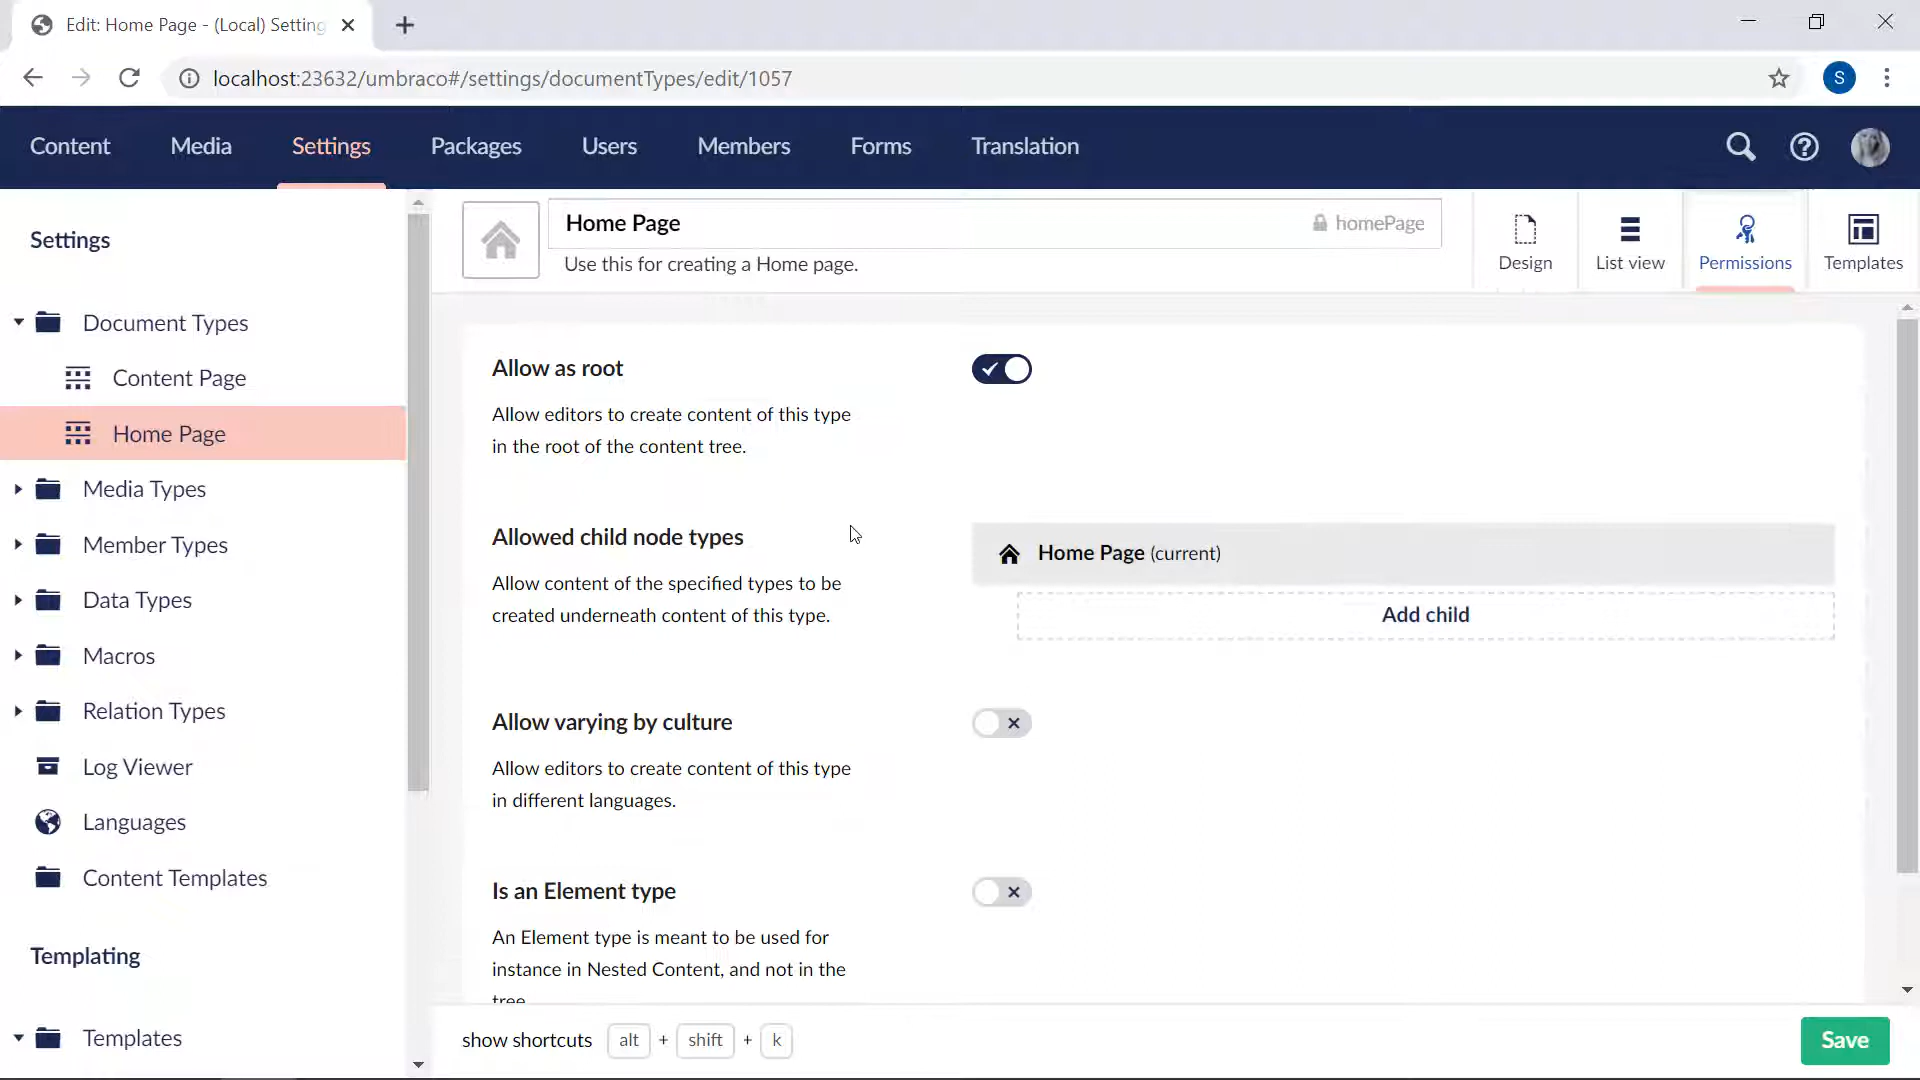 Edit: Home Page - (Local) Setting
localhost:23632/umbraco#/settings/documentTypes/edit/1057
S
Content Media Settings Packages Users Members Forms Translation
Settings
Document Types
Content Page
Home Page
Media Types
Member Types
Data Types
Macros
Relation Types
Log Viewer
Languages
Content Templates
Templating
Templates
Home Page homePage
Use this for creating a Home page.
Design List view Permissions Templates
Allow as root
Allow editors to create content of this type
in the root of the content tree.
Allowed child node types
Allow content of the specified types to be
created underneath content of this type.
Home Page (current)
Add child
Allow varying by culture
Allow editors to create content of this type
in different languages.
Is an Element type
An Element type is meant to be used for
instance in Nested Content, and not in the
tree
show shortcuts alt + shift + k
Save